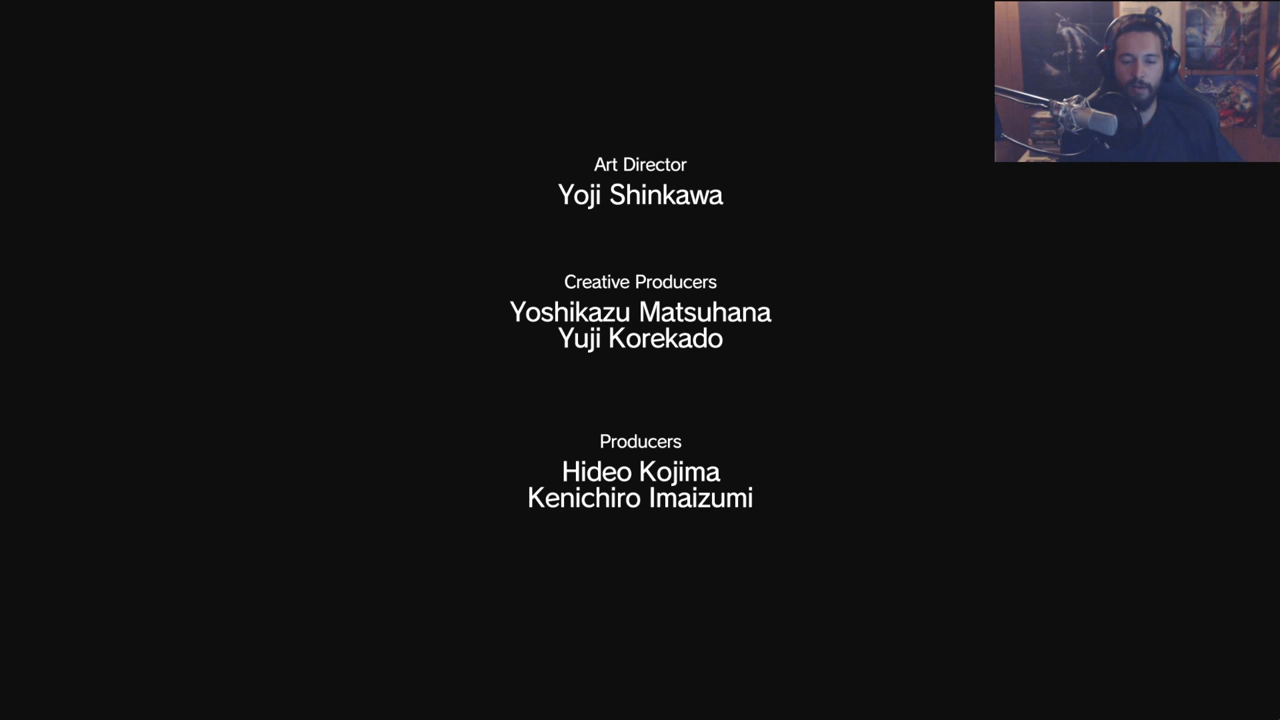 Art Director
Yoji Shinkawa
Creative Producers
Yoshikazu Matsuhana
Yuji Korekado
Producers
Hideo Kojima
Kenichiro Imaizumi